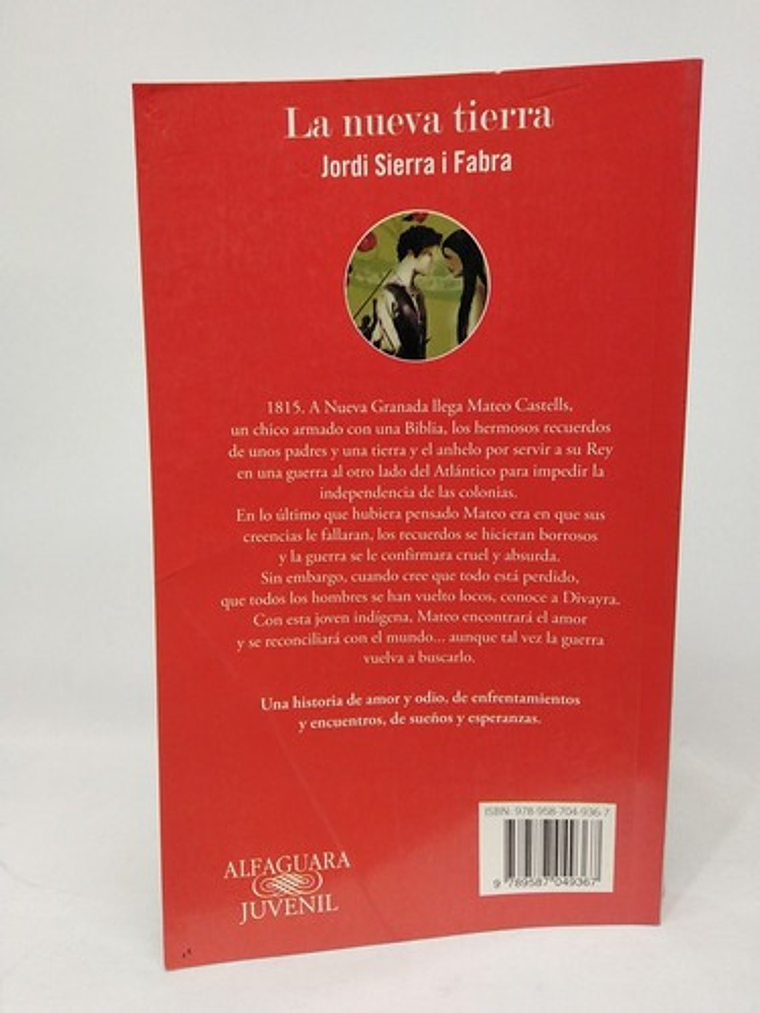 La nueva tierra
Jordi Sierra i Fabra
1815. A Nueva Granada llega Mateo Castells,
un chico armado con una Biblia, los hermosos recuerdos
de unos padres y una tierra y el anhelo por servir a su Rey
en una guerra al otro lado del Atlántico para impedir la
independencia de las colonias.
En lo último que hubiera pensado Mateo era en que sus
creencias le fallaran, los recuerdos se hicieran borrosos
y la guerra se le confirmara cruel y absurda.
Sin embargo, cuando cree que todo está perdido,
que todos los hombres se han vuelto locos, conoce a Divayra.
Con esta joven indígena, Mateo encontrará el amor
y se reconciliará con el mundo... aunque tal vez la guerra
vuelva a buscarlo.
Una historia de amor y odio, de enfrentamientos
y encuentros, de sueños y esperanzas.
ISBN: 978-958-704-936-7
9 789587 049367
ALFAGUARA
JUVENIL